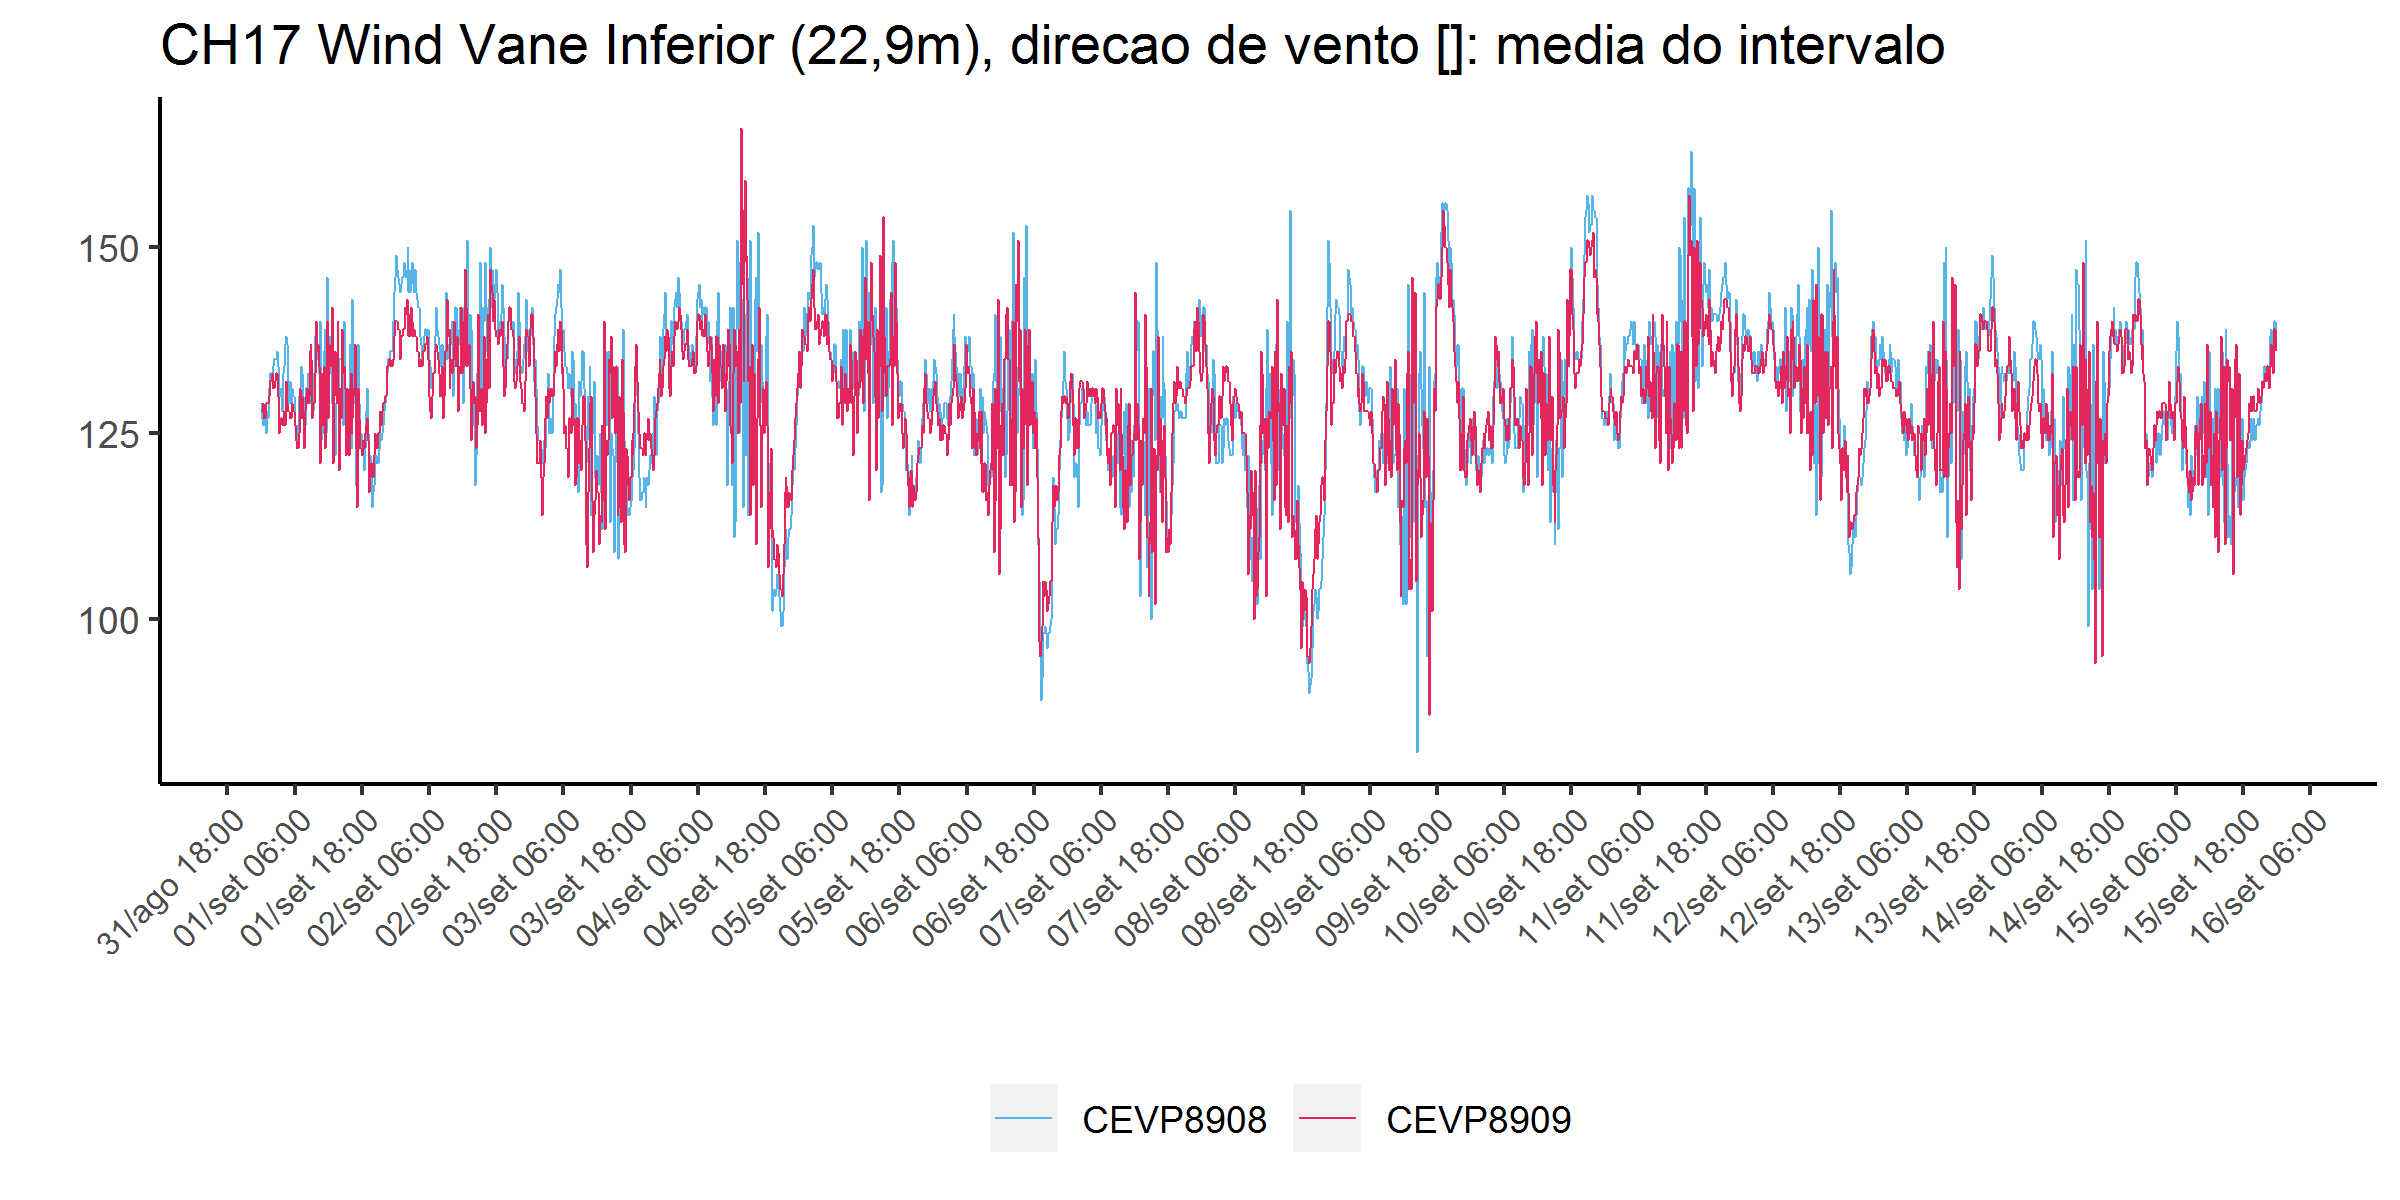 CH17 Wind Vane Inferior (22,9m), direcao de vento []: media do intervalo
150
125
100
31/ago 18:00
01/set 06:00
01/set 18:00
02/set 06:00
02/set 18:00
03/set 06:00
03/set 18:00
04/set 06:00
04/set 18:00
05/set 06:00
05/set 18:00
06/set 06:00
06/set 18:00
07/set 06:00
07/set 18:00
08/set 06:00
08/set 18:00
09/set 06:00
09/set 18:00
10/set 06:00
10/set 18:00
11/set 06:00
11/set 18:00
12/set 06:00
12/set 18:00
13/set 06:00
13/set 18:00
14/set 06:00
14/set 18:00
15/set 06:00
15/set 18:00
16/set 06:00
CEVP8908
CEVP8909